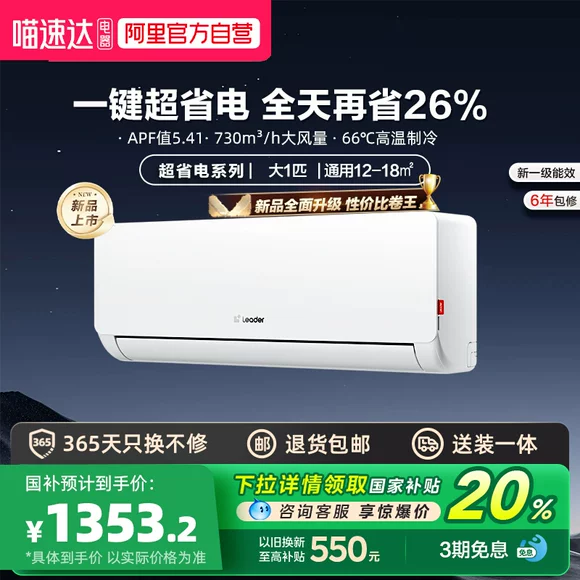 喵速达 电器 阿里官方自营
一键超省电 全天再省26%
·APF值5.41·730m³/h大风量·66℃高温制冷
超省电系列 | 大1匹 | 通用12-18㎡
新一级能效
6年包修
NEW
新品上市
新品全面升级 性价比卷王
Leader
365 365天只换不修
邮 退货包邮
送装一体
国补预计到手价:
¥1353.2
*具体到手价 以实际价格为准
下拉详情领取国家补贴
咨询客服 享惊爆价
20%
以旧换新
至高补贴 550元
3期免息 免息